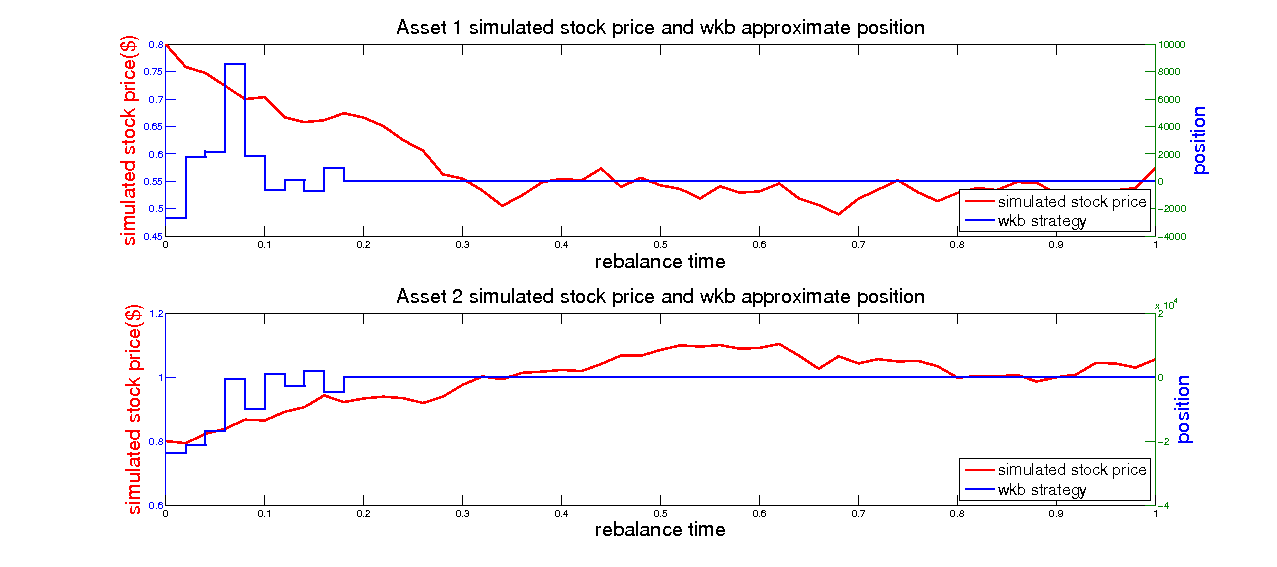 Asset 1 simulated stock price and wkb approximate position
simulated stock price($)
0.8
0.75
0.7
0.65
0.6
0.55
0.5
0.45
10000
8000
6000
4000
2000
0
-2000
-4000
position
simulated stock price
wkb strategy
0 0.1 0.2 0.3 0.4 0.5 0.6 0.7 0.8 0.9 1
rebalance time
Asset 2 simulated stock price and wkb approximate position
simulated stock price($)
1.2
1
0.8
0.6
x 10^4
2
0
-2
-4
position
simulated stock price
wkb strategy
0 0.1 0.2 0.3 0.4 0.5 0.6 0.7 0.8 0.9 1
rebalance time